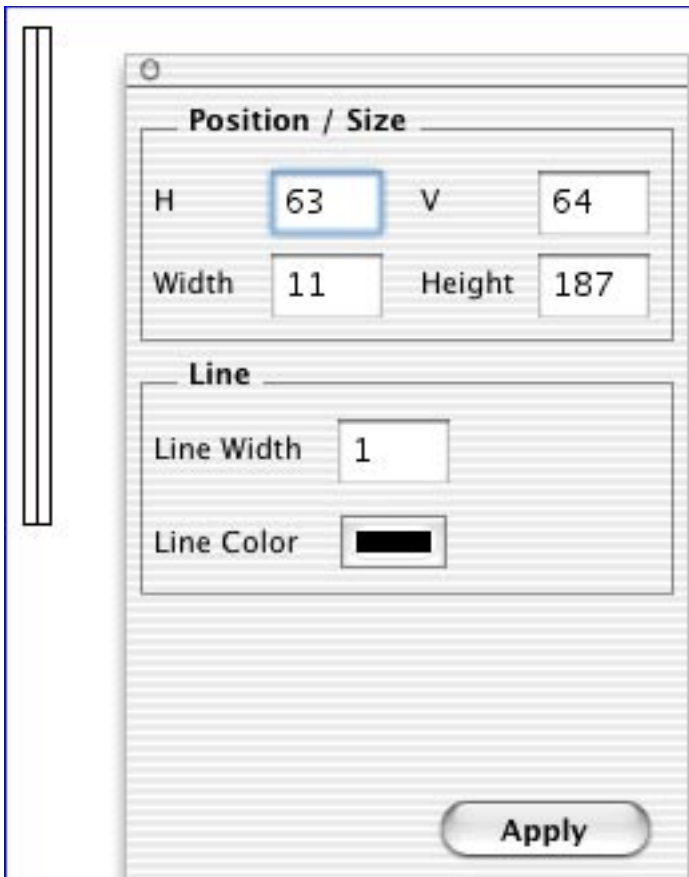 Position / Size
H 63 V 64
Width 11 Height 187
Line
Line Width 1
Line Color
Apply